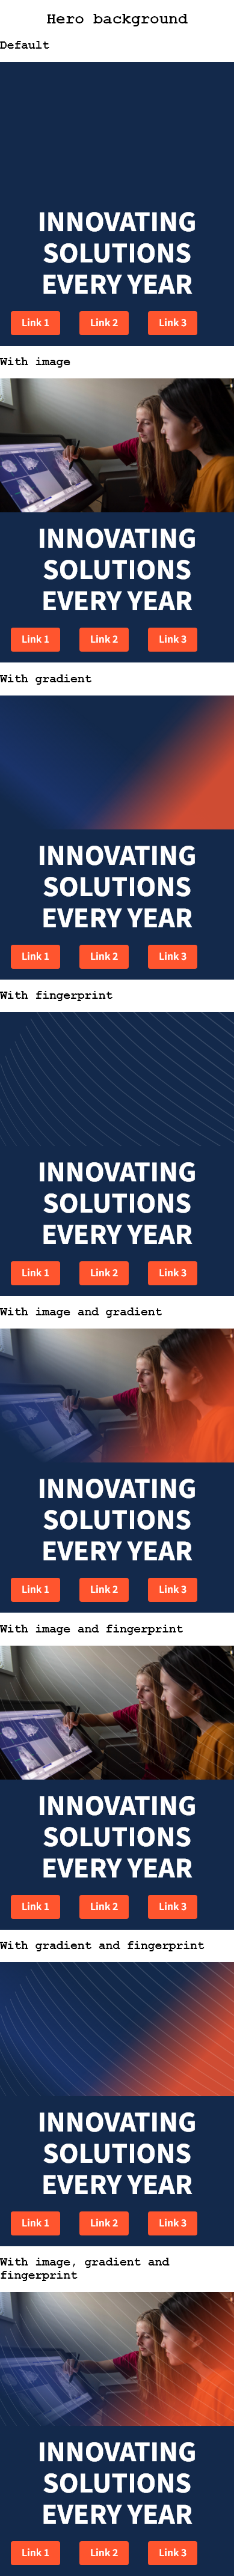 Hero background
Default
INNOVATING
SOLUTIONS
EVERY YEAR
Link 1 Link 2 Link 3
With image
INNOVATING
SOLUTIONS
EVERY YEAR
Link 1 Link 2 Link 3
With gradient
INNOVATING
SOLUTIONS
EVERY YEAR
Link 1 Link 2 Link 3
With fingerprint
INNOVATING
SOLUTIONS
EVERY YEAR
Link 1 Link 2 Link 3
With image and gradient
INNOVATING
SOLUTIONS
EVERY YEAR
Link 1 Link 2 Link 3
With image and fingerprint
INNOVATING
SOLUTIONS
EVERY YEAR
Link 1 Link 2 Link 3
With gradient and fingerprint
INNOVATING
SOLUTIONS
EVERY YEAR
Link 1 Link 2 Link 3
With image, gradient and
fingerprint
INNOVATING
SOLUTIONS
EVERY YEAR
Link 1 Link 2 Link 3